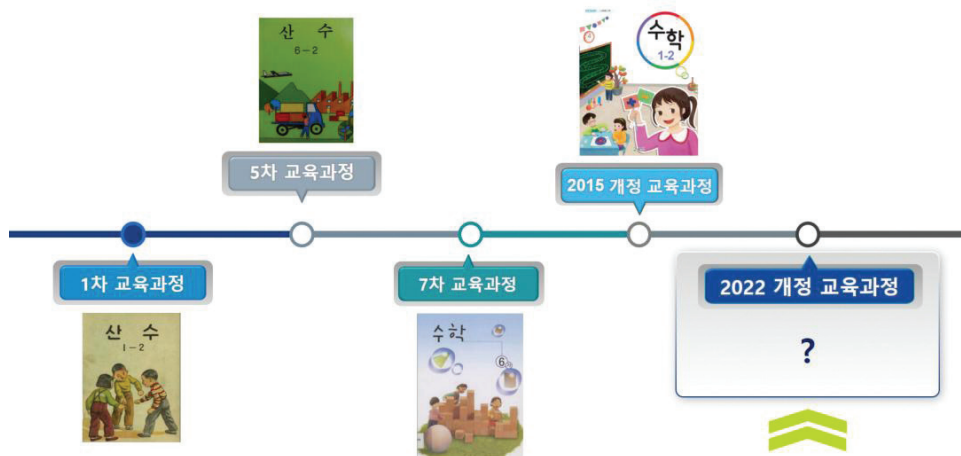 산 수
6-2
수학
1-2
5차 교육과정
2015 개정 교육과정
1차 교육과정
7차 교육과정
2022 개정 교육과정
?
산 수
1-2
수학